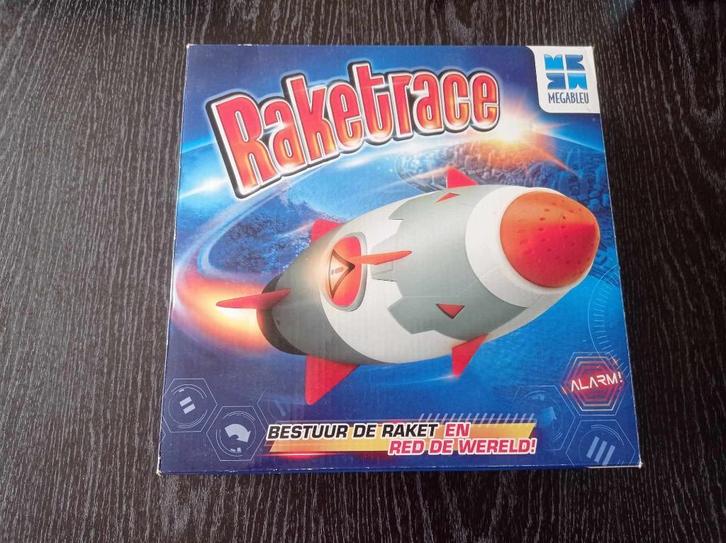 Raketrace
MEGABLEU
ALARM!
BESTUUR DE RAKET EN
RED DE WERELD!